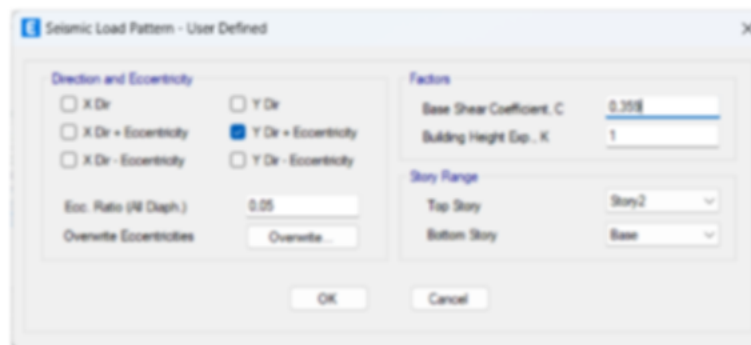 E Seismic Load Pattern - User Defined
Direction and Eccentricity
X Dir
Y Dir
X Dir + Eccentricity
Y Dir + Eccentricity
X Dir - Eccentricity
Y Dir - Eccentricity
Ecc. Ratio (All Diaph.)
0.05
Overwrite Eccentricities
Overwrite...
Factors
Base Shear Coefficient, C
0.355
Building Height Exp., K
1
Story Range
Top Story
Story2
Bottom Story
Base
OK
Cancel